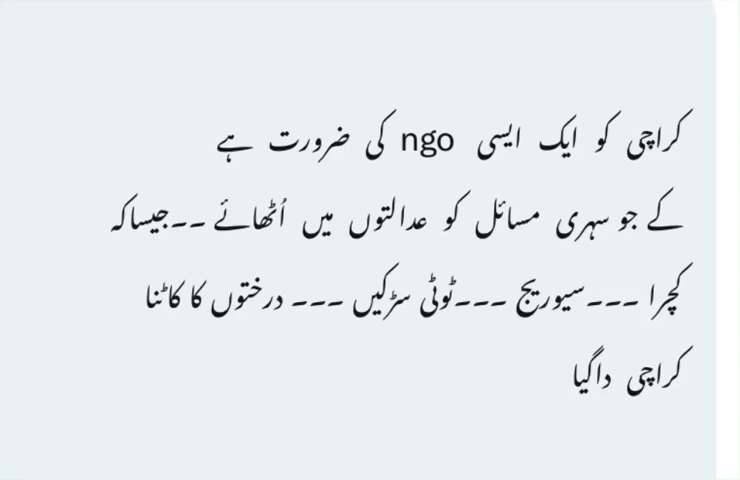 کراچی کو ایک ایسی ngo کی ضرورت ہے
کے جو سہری مسائل کو عدالتوں میں اُٹھائے --جیساکہ
کچرا ---سیوریج ---ٹوٹی سڑکیں --- درختوں کا کاٹنا
کراچی داگیا